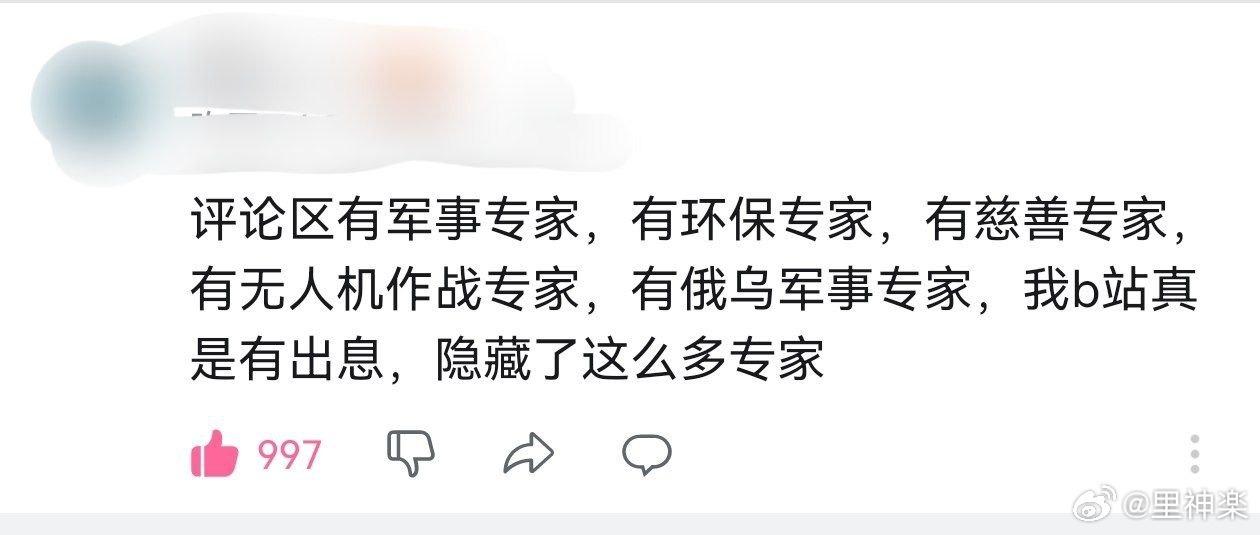 评论区有军事专家，有环保专家，有慈善专家，
有无人机作战专家，有俄乌军事专家，我b站真
是有出息，隐藏了这么多专家
997
@里神楽